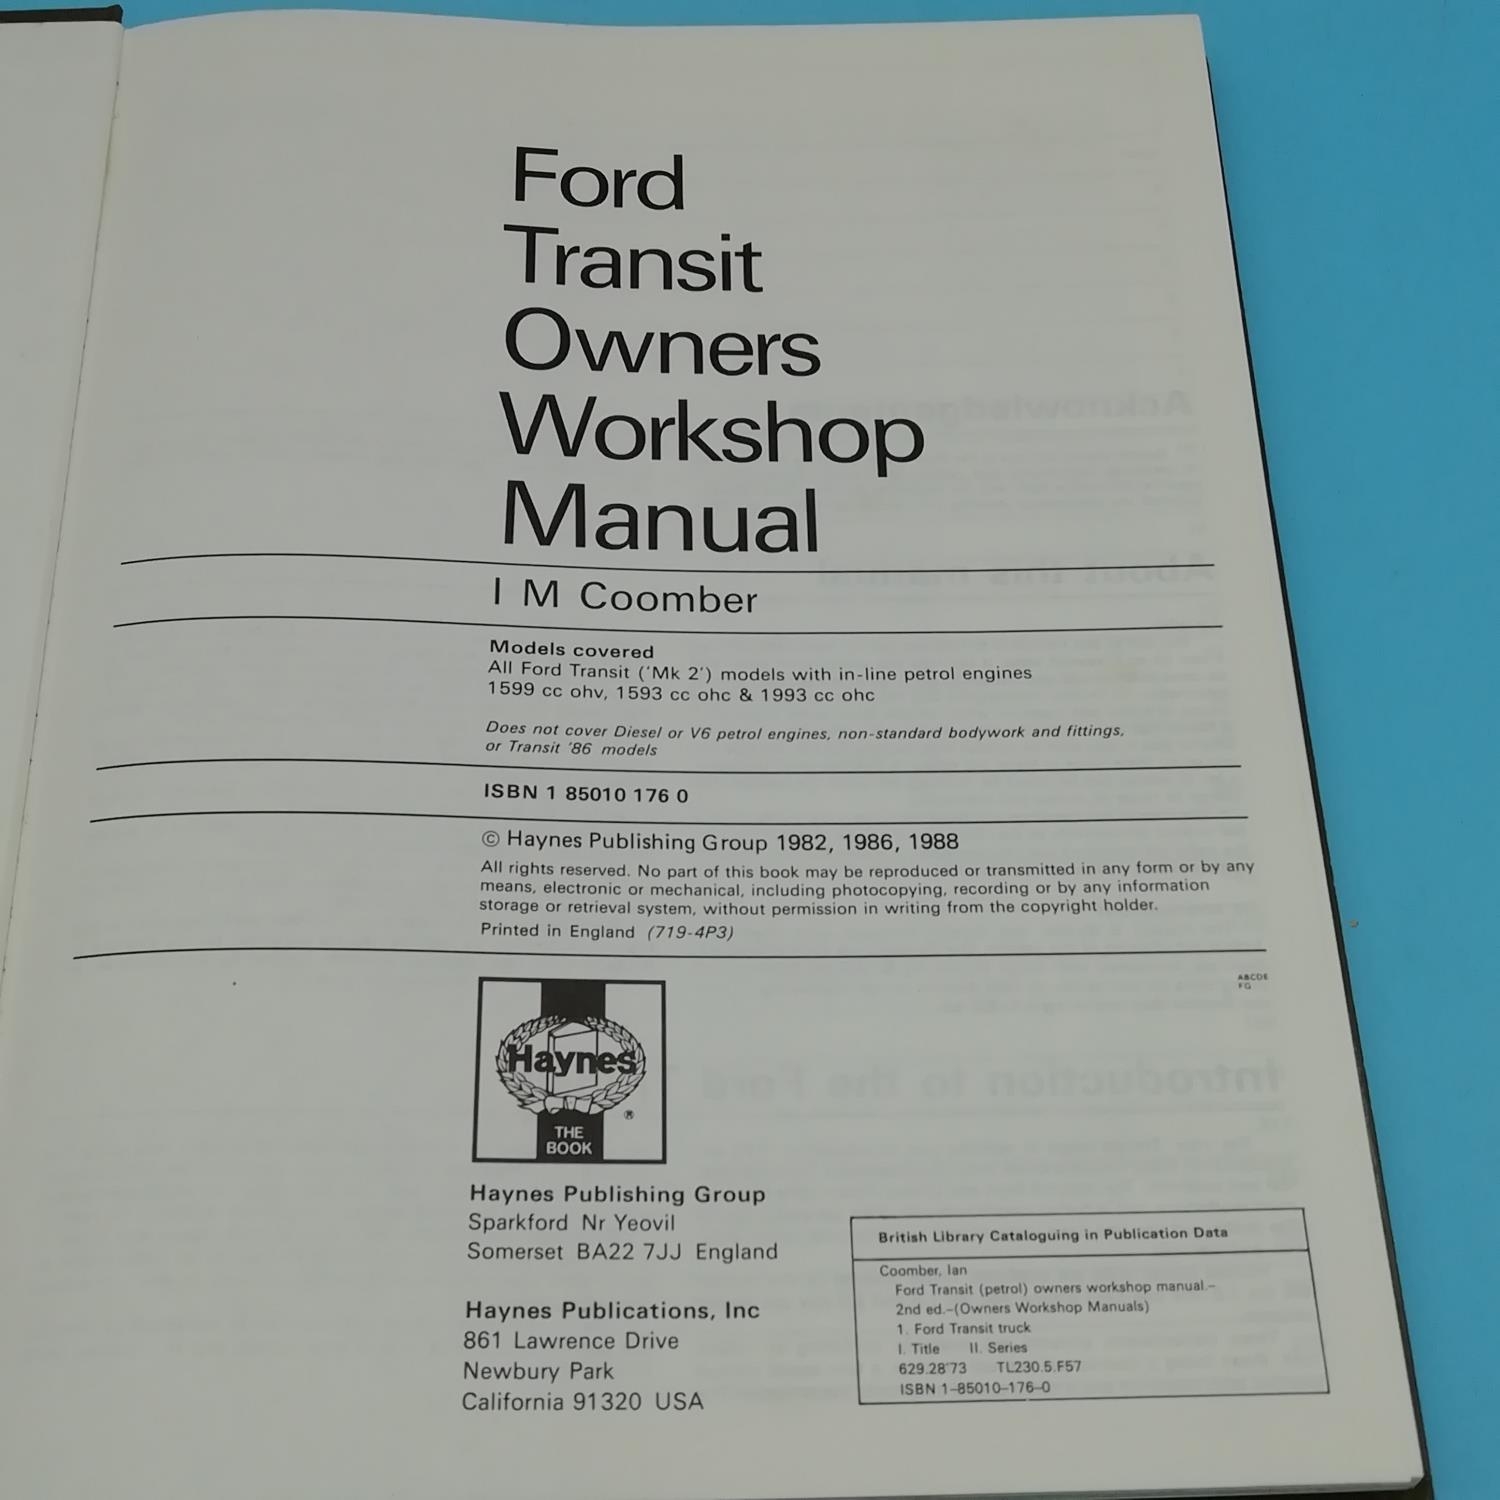 Ford
Transit
Owners
Workshop
Manual
I M Coomber
Models covered
All Ford Transit ('Mk 2') models with in-line petrol engines
1599 cc ohv, 1593 cc ohc & 1993 cc ohc
Does not cover Diesel or V6 petrol engines, non-standard bodywork and fittings,
or Transit '86 models
ISBN 1 85010 176 0
© Haynes Publishing Group 1982, 1986, 1988
All rights reserved. No part of this book may be reproduced or transmitted in any form or by any
means, electronic or mechanical, including photocopying, recording or by any information
storage or retrieval system, without permission in writing from the copyright holder.
Printed in England (719-4P3)
ABCDE
FG
Haynes
®
THE
BOOK
Haynes Publishing Group
Sparkford Nr Yeovil
Somerset BA22 7JJ England
Haynes Publications, Inc
861 Lawrence Drive
Newbury Park
California 91320 USA
British Library Cataloguing in Publication Data
Coomber, Ian
Ford Transit (petrol) owners workshop manual.–
2nd ed.–(Owners Workshop Manuals)
1. Ford Transit truck
I. Title II. Series
629.28'73 TL230.5.F57
ISBN 1–85010–176–0